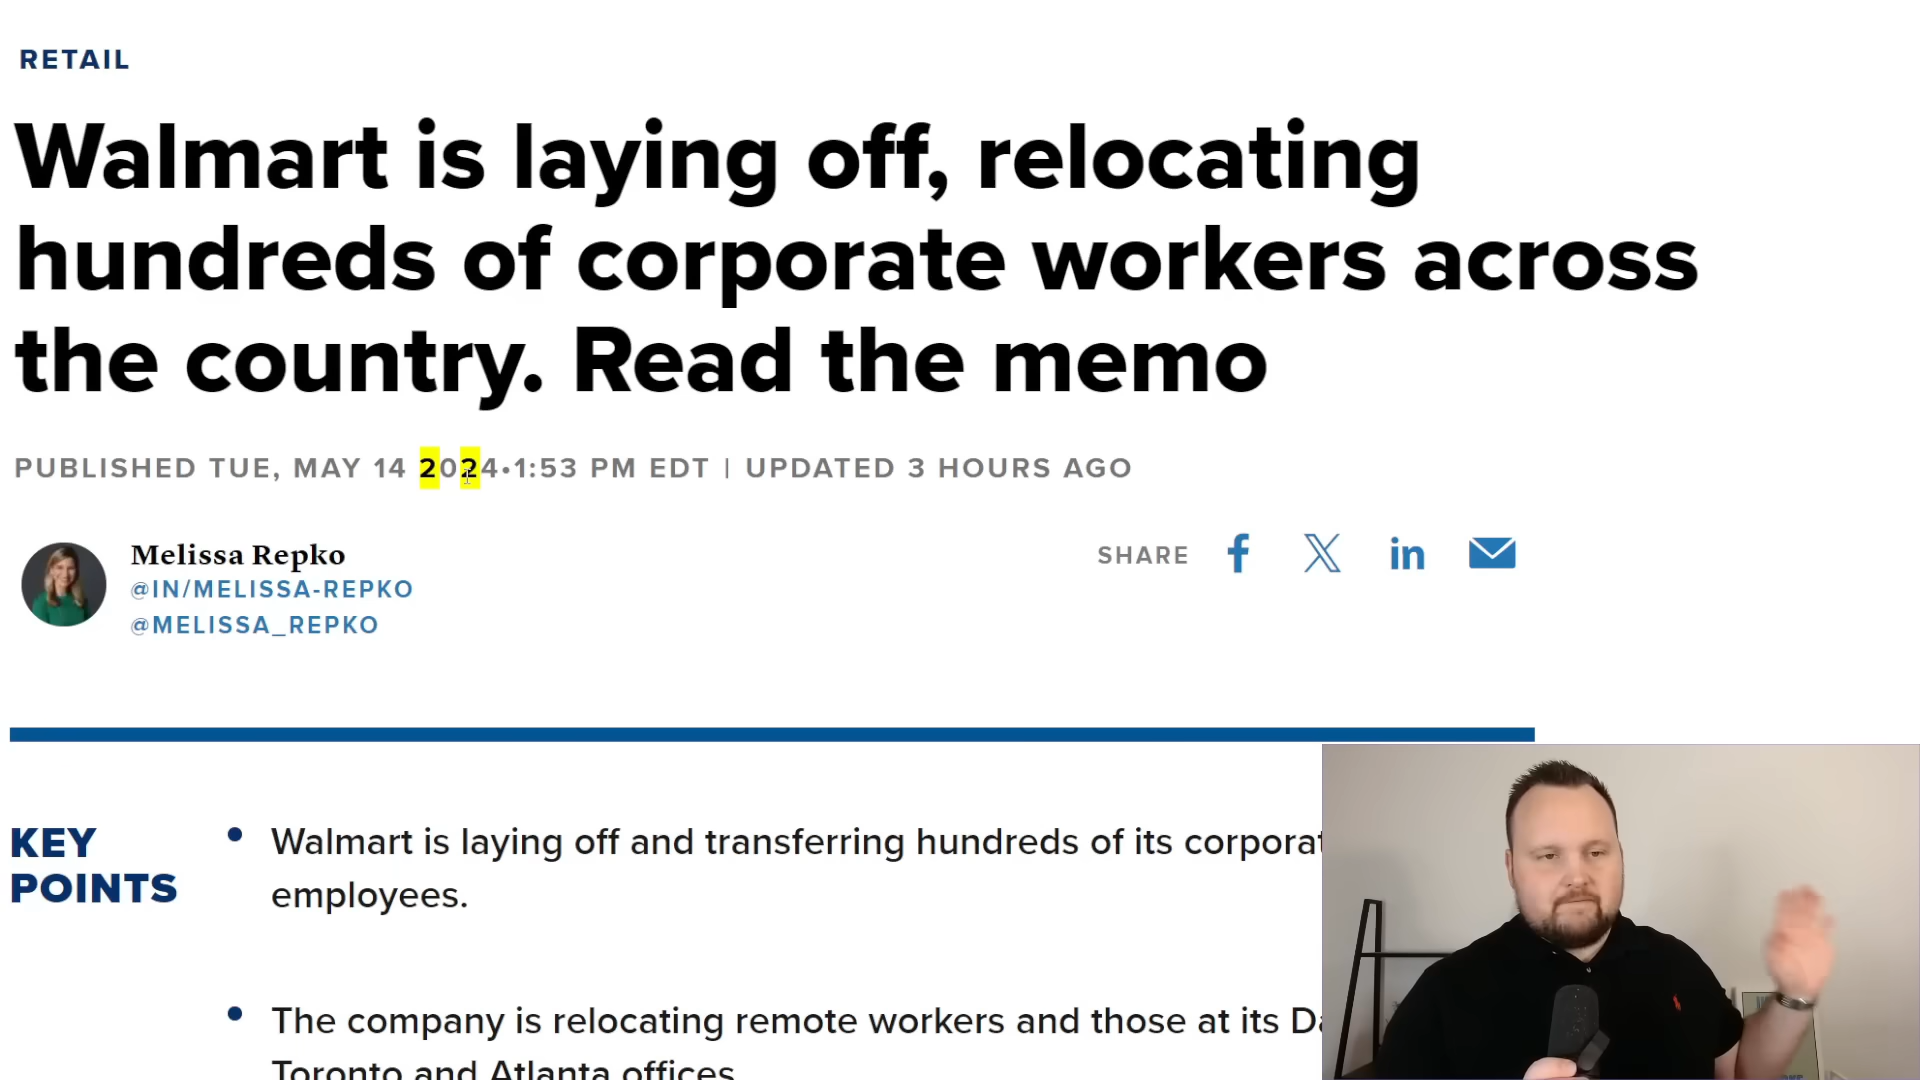 RETAIL
Walmart is laying off, relocating
hundreds of corporate workers across
the country. Read the memo
PUBLISHED TUE, MAY 14 2024•1:53 PM EDT | UPDATED 3 HOURS AGO
Melissa Repko
@IN/MELISSA-REPKO
@MELISSA_REPKO
SHARE
KEY
POINTS
• Walmart is laying off and transferring hundreds of its corporat
employees.
• The company is relocating remote workers and those at its Da
Toronto and Atlanta offices.